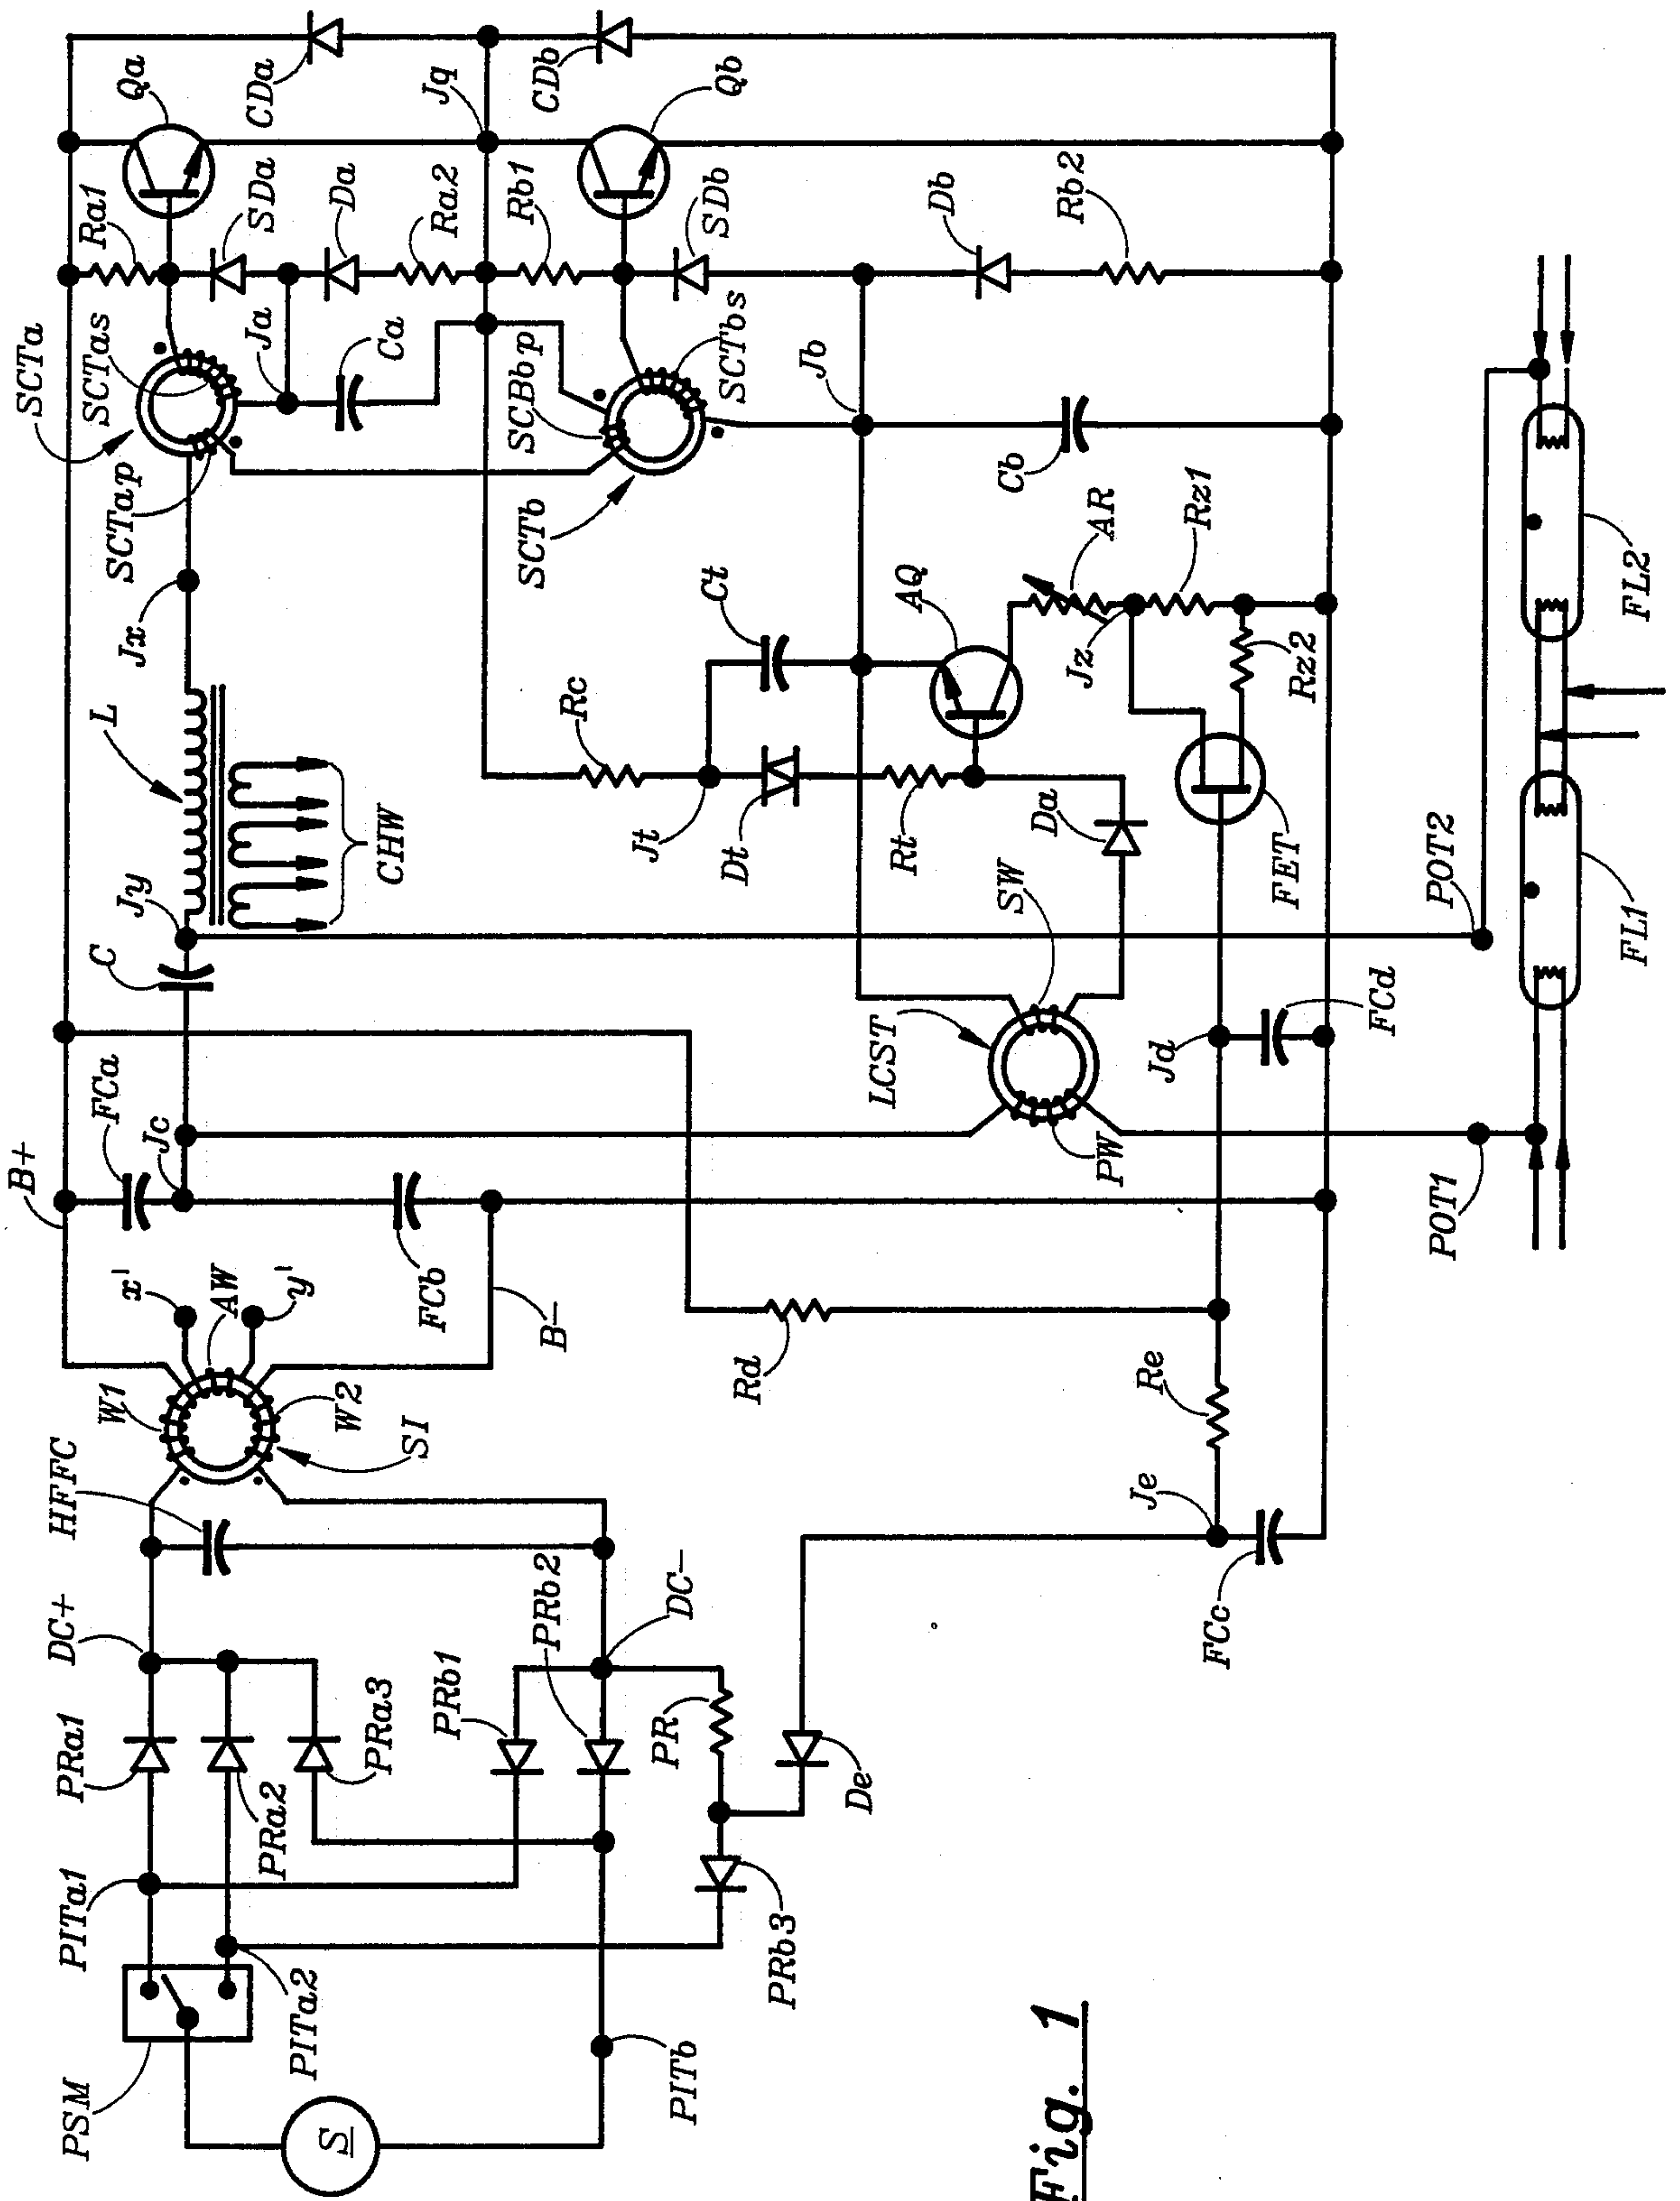 PSM
S
PITa1
PITa2
PITb
PRa1
PRa2
PRa3
PRb1
PRb2
PRb3
PR
De
DC+
DC-
HFFC
W1
W2
SI
AW
x'
y'
B+
B-
FCa
FCb
Jc
C
Jy
L
CHW
Jx
SCTap
SCTa
SCTas
Ja
Ca
Ra1
Qa
SDa
Da
Ra2
CDa
Jq
Rb1
CDb
Qb
SDb
SCBbp
SCTbs
SCTb
Jb
Cb
Db
Rb2
Ct
Rc
Jt
Dt
Rt
AQ
AR
Jz
Rz1
Rz2
FET
Da
SW
LCST
PW
Jd
FCd
Rd
Re
Je
FCc
POT1
POT2
FL1
FL2
Fig. 1